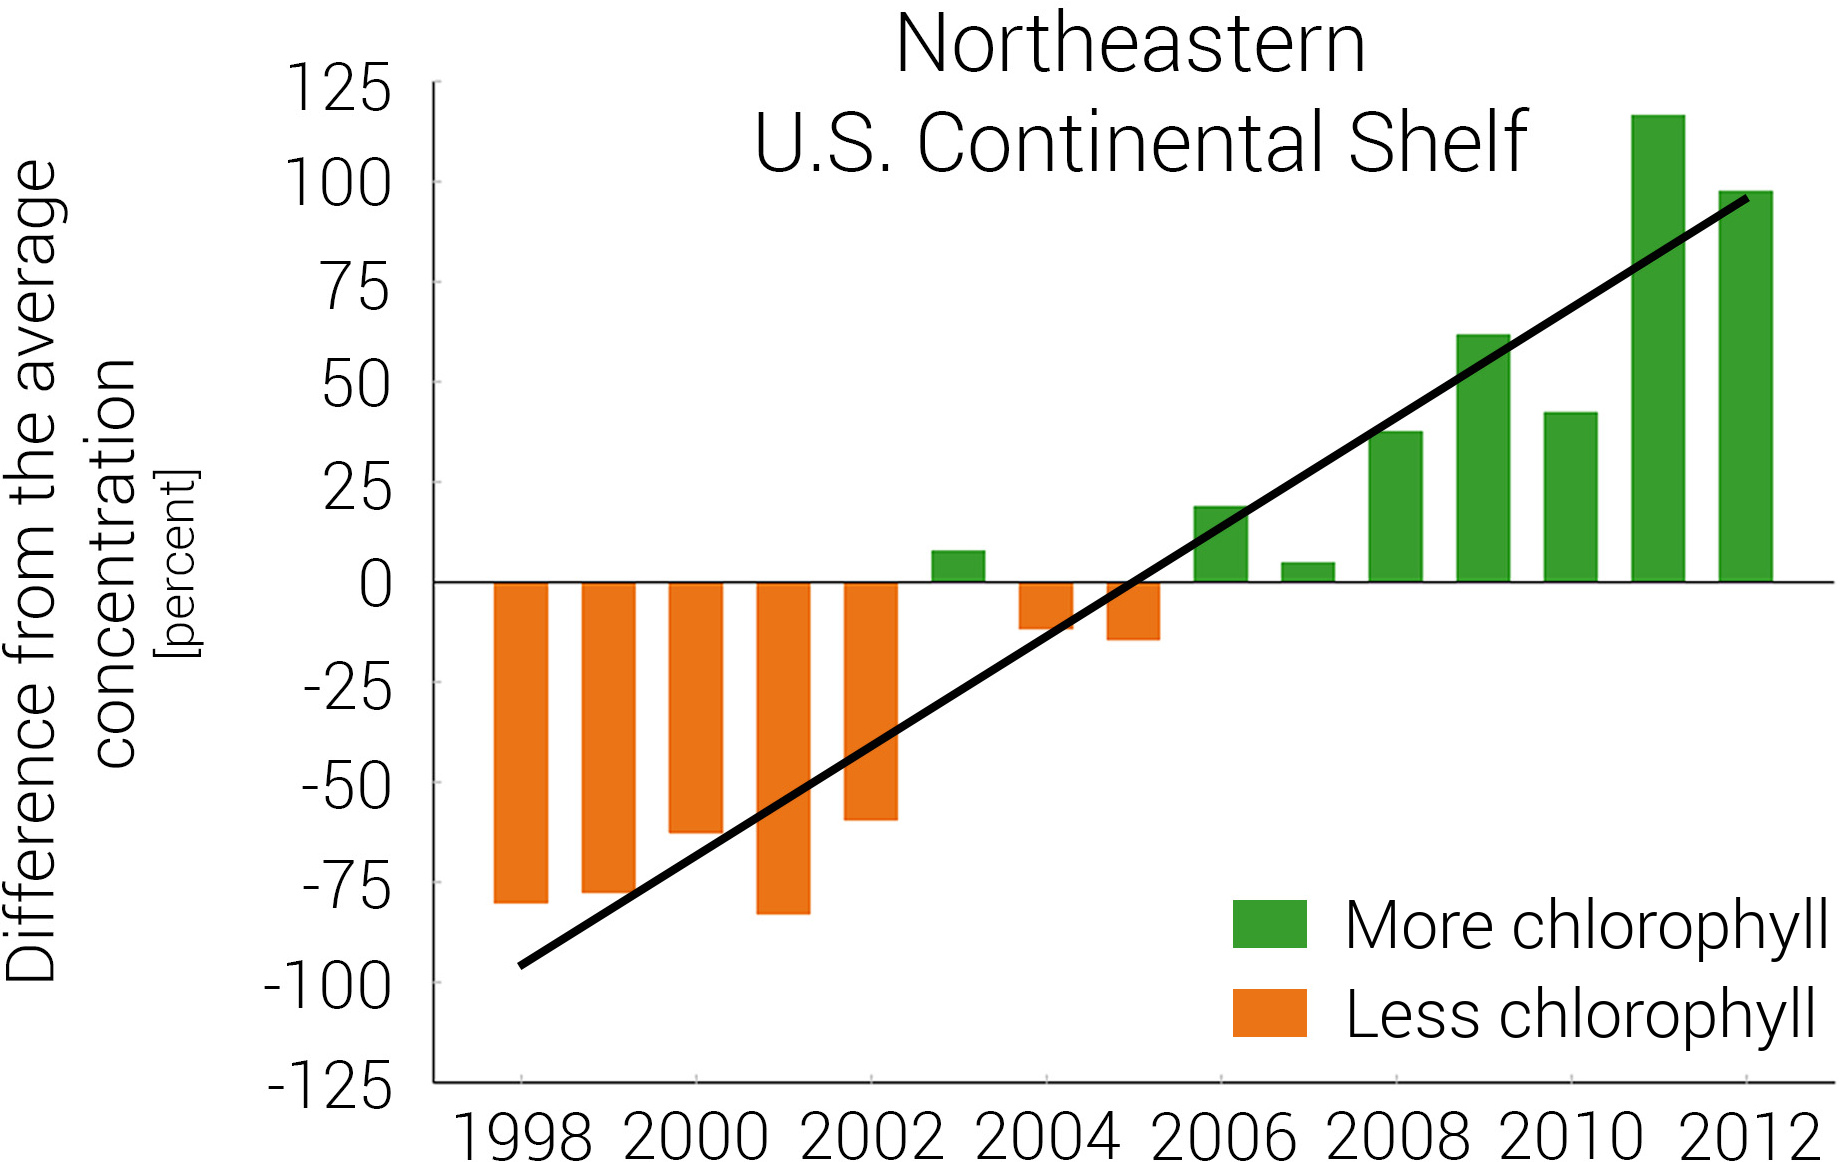 Northeastern
U.S. Continental Shelf
Difference from the average
concentration
[percent]
125
100
75
50
25
0
-25
-50
-75
-100
-125
More chlorophyll
Less chlorophyll
1998 2000 2002 2004 2006 2008 2010 2012